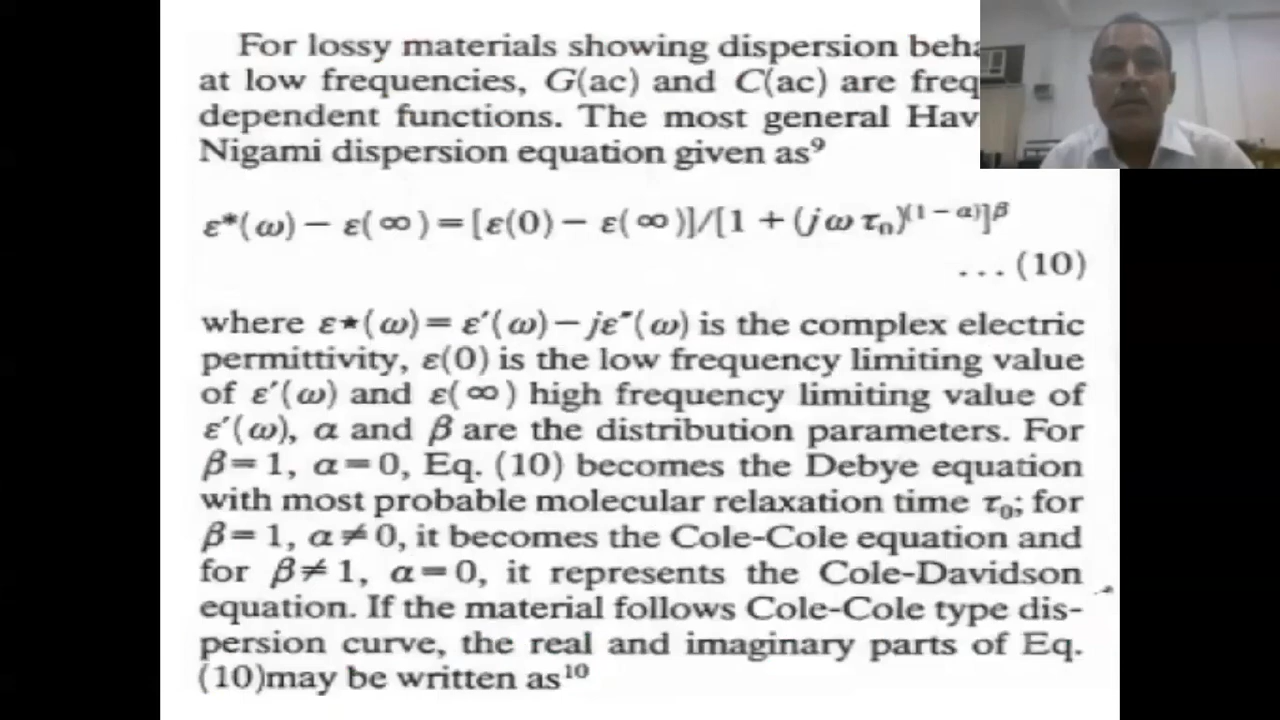 For lossy materials showing dispersion
at low frequencies, G(ac) and C(ac) are
dependent functions. The most general
Nigami dispersion equation given as⁹
ε*(ω) − ε(∞) = [ε(0) − ε(∞)]/[1 + (jω τ₀)⁽¹⁻ᵅ⁾]ᵝ
... (10)
where ε⋆(ω) = ε′(ω) − jε″(ω) is the complex electric
permittivity, ε(0) is the low frequency limiting value
of ε′(ω) and ε(∞) high frequency limiting value of
ε′(ω), α and β are the distribution parameters. For
β = 1, α = 0, Eq. (10) becomes the Debye equation
with most probable molecular relaxation time τ₀; for
β = 1, α ≠ 0, it becomes the Cole-Cole equation and
for β ≠ 1, α = 0, it represents the Cole-Davidson
equation. If the material follows Cole-Cole type dis-
persion curve, the real and imaginary parts of Eq.
(10)may be written as¹⁰